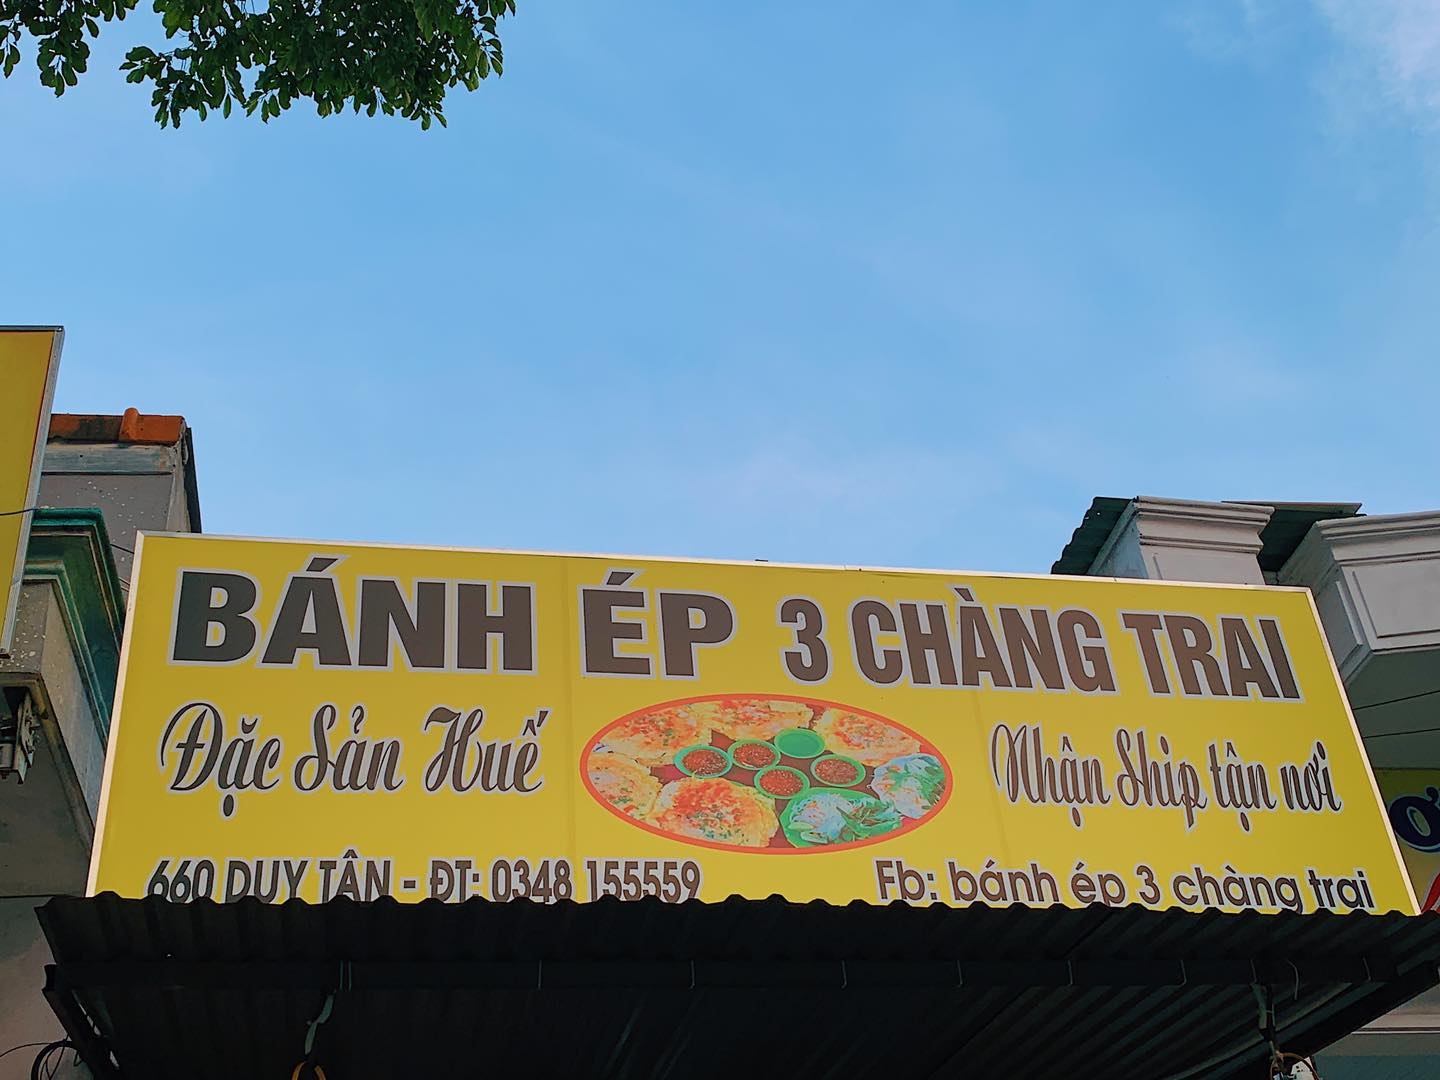 BÁNH ÉP 3 CHÀNG TRAI
Đặc Sản Huế
Nhận Ship tận nơi
660 DUY TÂN - ĐT: 0348 155559
Fb: bánh ép 3 chàng trai